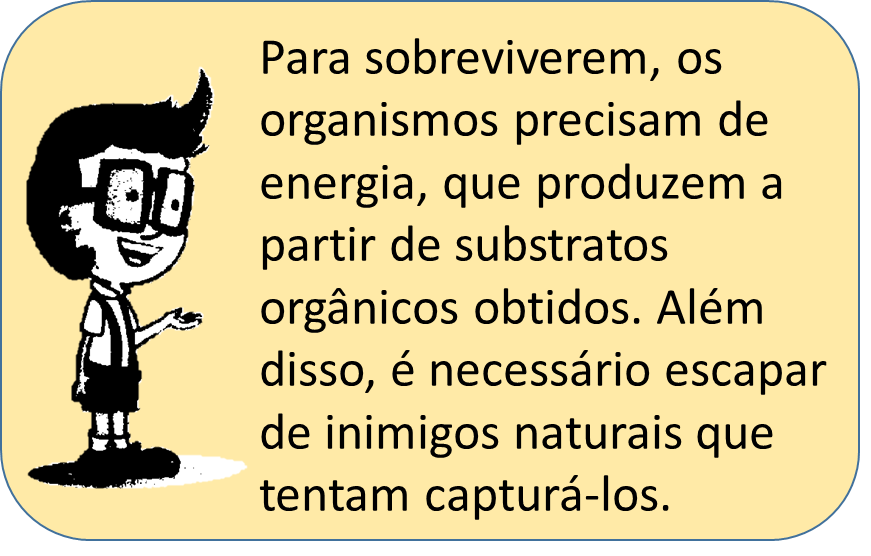 Para sobreviverem, os
organismos precisam de
energia, que produzem a
partir de substratos
orgânicos obtidos. Além
disso, é necessário escapar
de inimigos naturais que
tentam capturá-los.